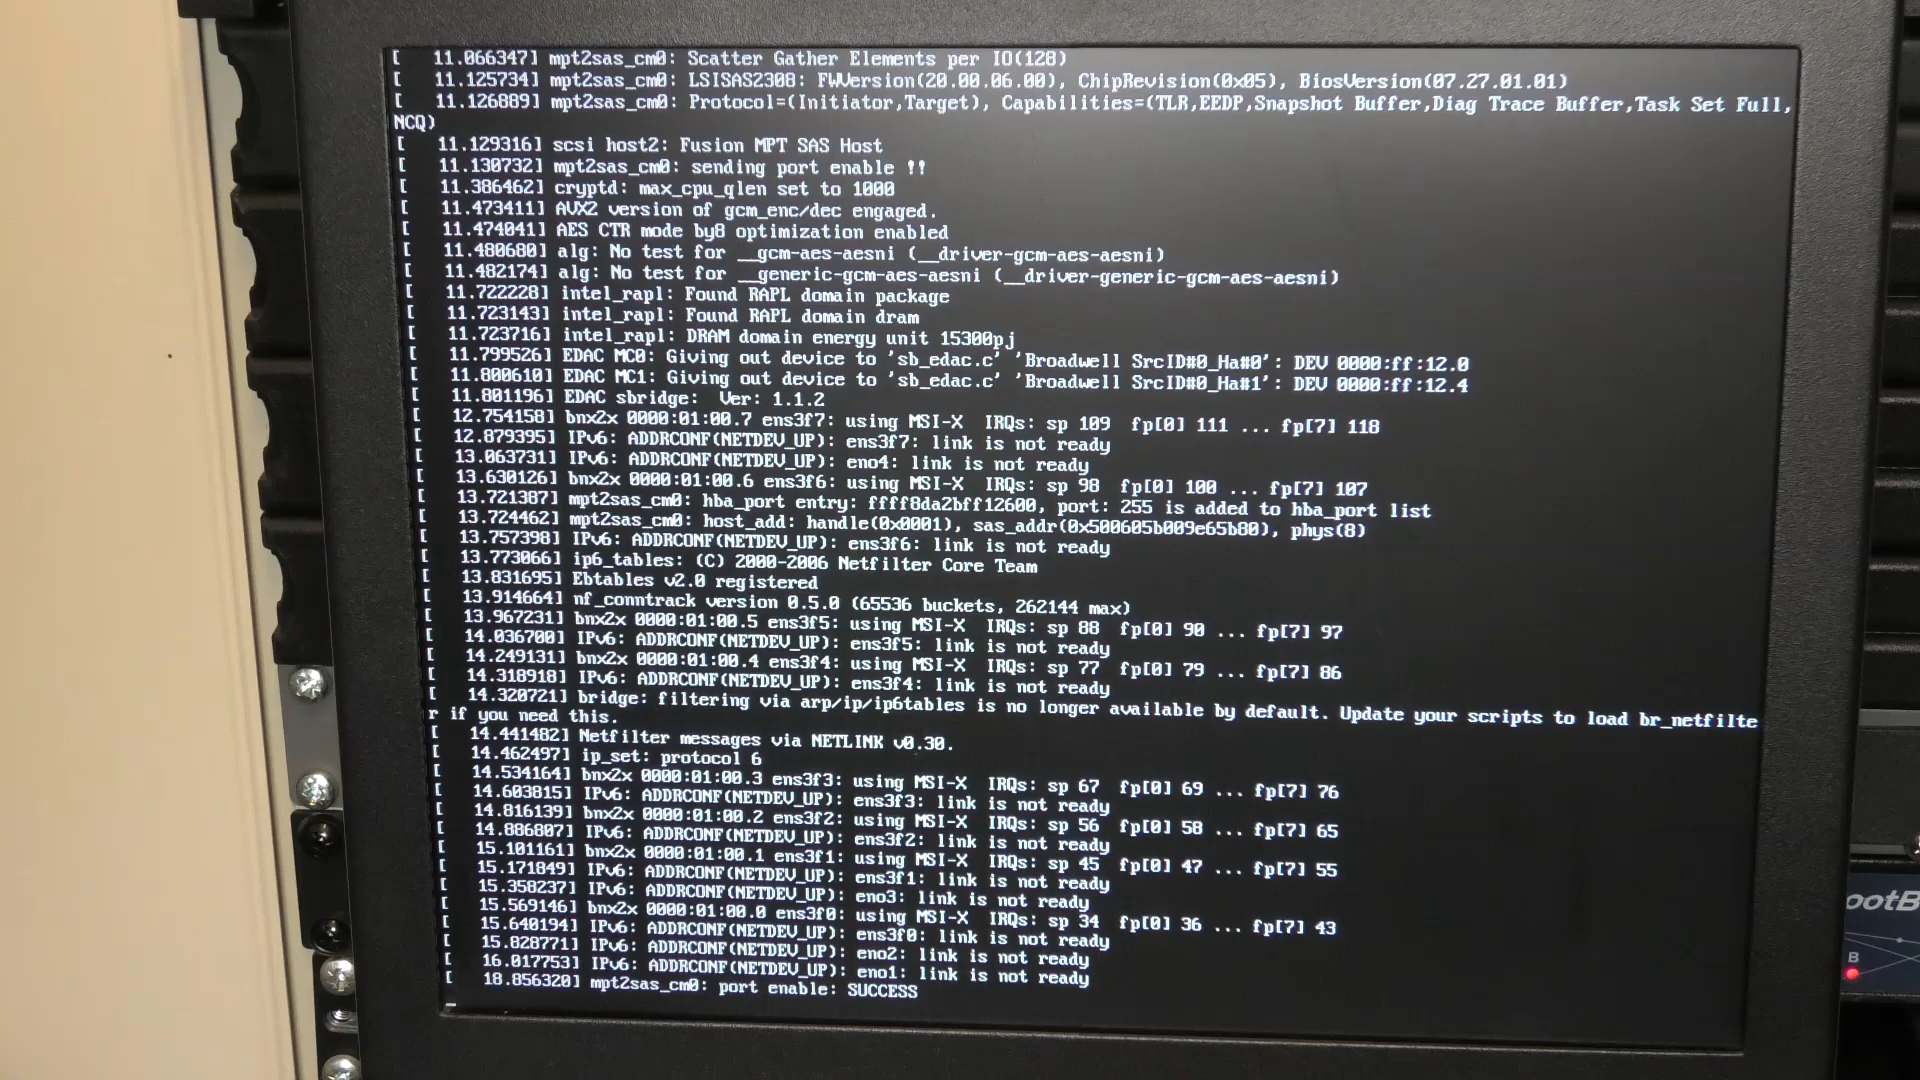 [   11.066347] mpt2sas_cm0: Scatter Gather Elements per IO(128)
[   11.125734] mpt2sas_cm0: LSISAS2308: FWVersion(20.00.06.00), ChipRevision(0x05), BiosVersion(07.27.01.01)
[   11.126889] mpt2sas_cm0: Protocol=(Initiator,Target), Capabilities=(TLR,EEDP,Snapshot Buffer,Diag Trace Buffer,Task Set Full,
NCQ)
[   11.129316] scsi host2: Fusion MPT SAS Host
[   11.130732] mpt2sas_cm0: sending port enable !!
[   11.386462] cryptd: max_cpu_qlen set to 1000
[   11.473411] AVX2 version of gcm_enc/dec engaged.
[   11.474041] AES CTR mode by8 optimization enabled
[   11.480680] alg: No test for __gcm-aes-aesni (__driver-gcm-aes-aesni)
[   11.482174] alg: No test for __generic-gcm-aes-aesni (__driver-generic-gcm-aes-aesni)
[   11.722228] intel_rapl: Found RAPL domain package
[   11.723143] intel_rapl: Found RAPL domain dram
[   11.723716] intel_rapl: DRAM domain energy unit 15300pj
[   11.799526] EDAC MC0: Giving out device to 'sb_edac.c' 'Broadwell SrcID#0_Ha#0': DEV 0000:ff:12.0
[   11.800610] EDAC MC1: Giving out device to 'sb_edac.c' 'Broadwell SrcID#0_Ha#1': DEV 0000:ff:12.4
[   11.801196] EDAC sbridge:  Ver: 1.1.2
[   12.754158] bnx2x 0000:01:00.7 ens3f7: using MSI-X  IRQs: sp 109  fp[0] 111 ... fp[7] 118
[   12.879395] IPv6: ADDRCONF(NETDEV_UP): ens3f7: link is not ready
[   13.063731] IPv6: ADDRCONF(NETDEV_UP): eno4: link is not ready
[   13.630126] bnx2x 0000:01:00.6 ens3f6: using MSI-X  IRQs: sp 98  fp[0] 100 ... fp[7] 107
[   13.721387] mpt2sas_cm0: hba_port entry: ffff8da2bff12600, port: 255 is added to hba_port list
[   13.724462] mpt2sas_cm0: host_add: handle(0x0001), sas_addr(0x500605b009e65b80), phys(8)
[   13.757398] IPv6: ADDRCONF(NETDEV_UP): ens3f6: link is not ready
[   13.773066] ip6_tables: (C) 2000-2006 Netfilter Core Team
[   13.831695] Ebtables v2.0 registered
[   13.914664] nf_conntrack version 0.5.0 (65536 buckets, 262144 max)
[   13.967231] bnx2x 0000:01:00.5 ens3f5: using MSI-X  IRQs: sp 88  fp[0] 90 ... fp[7] 97
[   14.036700] IPv6: ADDRCONF(NETDEV_UP): ens3f5: link is not ready
[   14.249131] bnx2x 0000:01:00.4 ens3f4: using MSI-X  IRQs: sp 77  fp[0] 79 ... fp[7] 86
[   14.318918] IPv6: ADDRCONF(NETDEV_UP): ens3f4: link is not ready
[   14.320721] bridge: filtering via arp/ip/ip6tables is no longer available by default. Update your scripts to load br_netfilte
r if you need this.
[   14.441482] Netfilter messages via NETLINK v0.30.
[   14.462497] ip_set: protocol 6
[   14.534164] bnx2x 0000:01:00.3 ens3f3: using MSI-X  IRQs: sp 67  fp[0] 69 ... fp[7] 76
[   14.603815] IPv6: ADDRCONF(NETDEV_UP): ens3f3: link is not ready
[   14.816139] bnx2x 0000:01:00.2 ens3f2: using MSI-X  IRQs: sp 56  fp[0] 58 ... fp[7] 65
[   14.886807] IPv6: ADDRCONF(NETDEV_UP): ens3f2: link is not ready
[   15.101161] bnx2x 0000:01:00.1 ens3f1: using MSI-X  IRQs: sp 45  fp[0] 47 ... fp[7] 55
[   15.171849] IPv6: ADDRCONF(NETDEV_UP): ens3f1: link is not ready
[   15.358237] IPv6: ADDRCONF(NETDEV_UP): eno3: link is not ready
[   15.569146] bnx2x 0000:01:00.0 ens3f0: using MSI-X  IRQs: sp 34  fp[0] 36 ... fp[7] 43
[   15.640194] IPv6: ADDRCONF(NETDEV_UP): ens3f0: link is not ready
[   15.828771] IPv6: ADDRCONF(NETDEV_UP): eno2: link is not ready
[   16.017753] IPv6: ADDRCONF(NETDEV_UP): eno1: link is not ready
[   18.856320] mpt2sas_cm0: port enable: SUCCESS
ootB
B